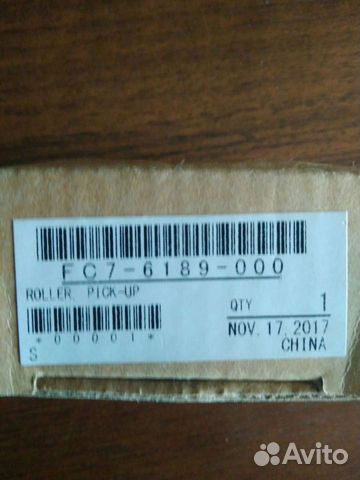 FC7-6189-000
ROLLER, PICK-UP
QTY 1
*00001*
NOV. 17, 2017
S
CHINA
Avito